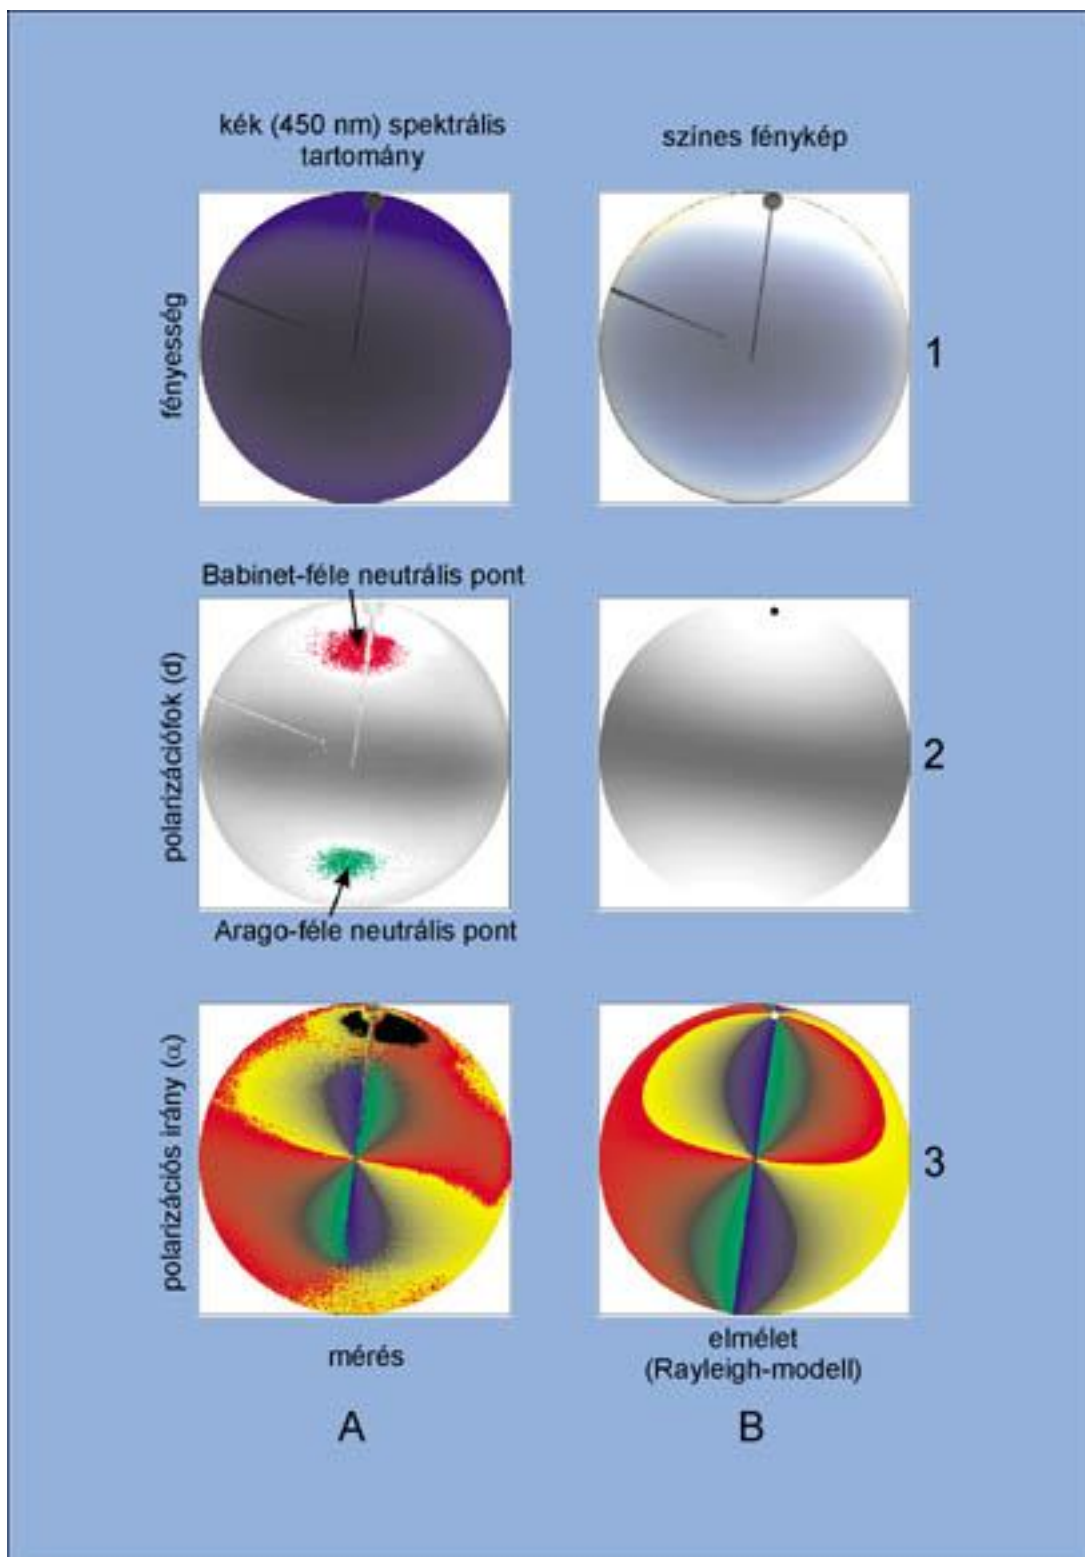 kék (450 nm) spektrális
tartomány
színes fénykép
fényesség
1
Babinet-féle neutrális pont
polarizációfok (d)
2
Arago-féle neutrális pont
polarizációs irány (α)
3
mérés
elmélet
(Rayleigh-modell)
A
B